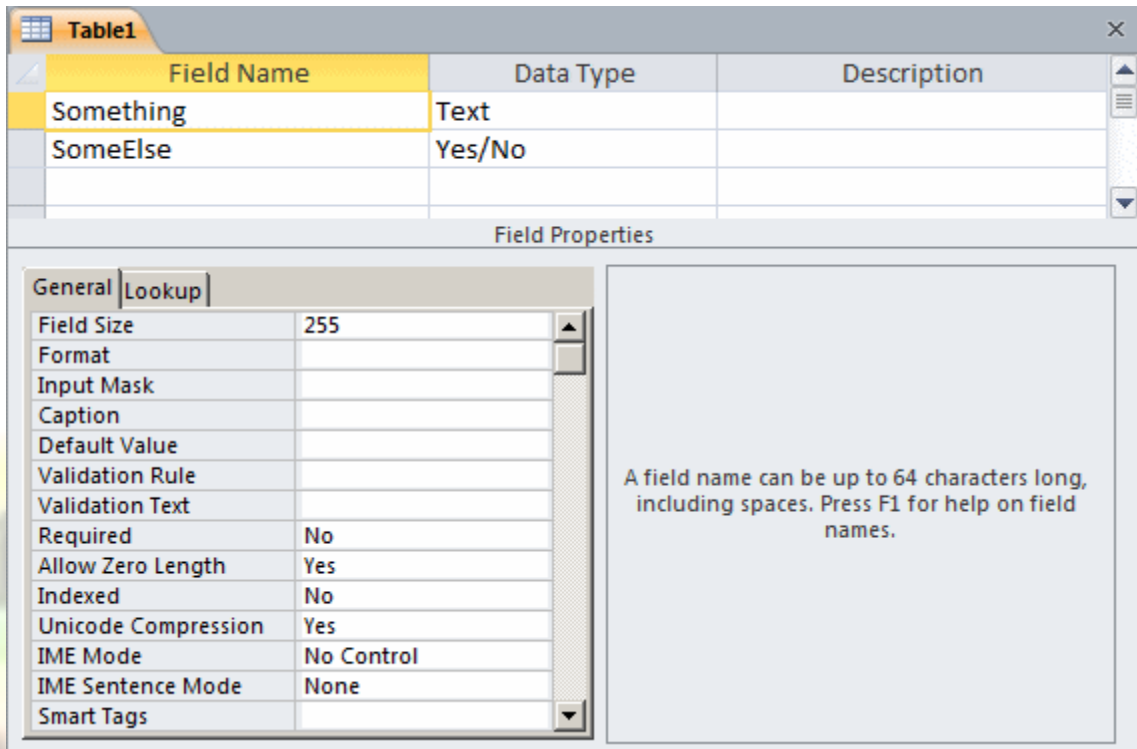 Table1
Field Name Data Type Description
Something Text
SomeElse Yes/No
Field Properties
General Lookup
Field Size 255
Format
Input Mask
Caption
Default Value
Validation Rule
Validation Text
Required No
Allow Zero Length Yes
Indexed No
Unicode Compression Yes
IME Mode No Control
IME Sentence Mode None
Smart Tags
A field name can be up to 64 characters long,
including spaces. Press F1 for help on field
names.